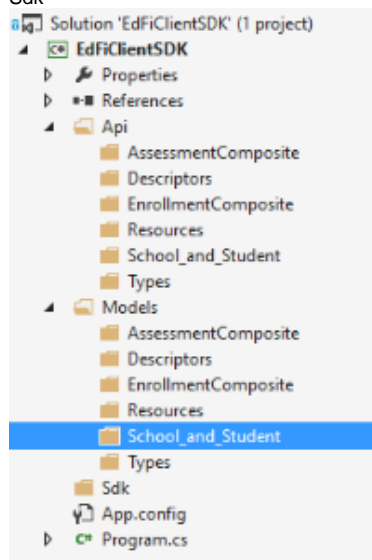 Sdk
Solution 'EdFiClientSDK' (1 project)
C# EdFiClientSDK
Properties
References
Api
AssessmentComposite
Descriptors
EnrollmentComposite
Resources
School_and_Student
Types
Models
AssessmentComposite
Descriptors
EnrollmentComposite
Resources
School_and_Student
Types
Sdk
App.config
C# Program.cs